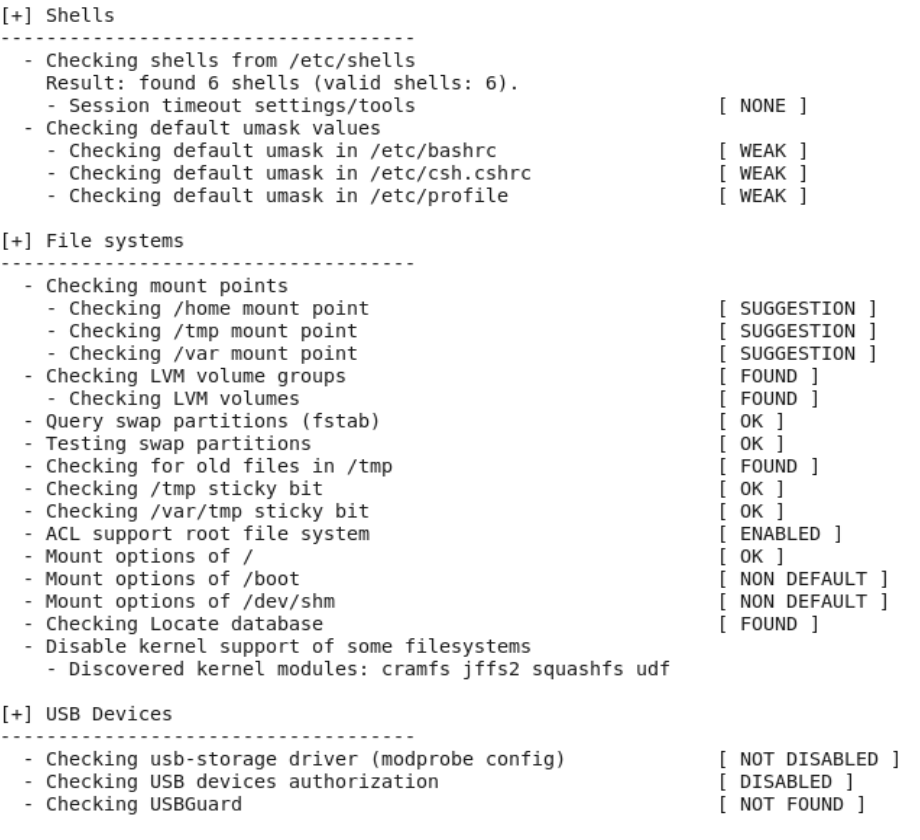 [+] Shells
------------------------------------
  - Checking shells from /etc/shells
    Result: found 6 shells (valid shells: 6).
    - Session timeout settings/tools                          [ NONE ]
  - Checking default umask values
    - Checking default umask in /etc/bashrc                   [ WEAK ]
    - Checking default umask in /etc/csh.cshrc                [ WEAK ]
    - Checking default umask in /etc/profile                  [ WEAK ]

[+] File systems
------------------------------------
  - Checking mount points
    - Checking /home mount point                              [ SUGGESTION ]
    - Checking /tmp mount point                               [ SUGGESTION ]
    - Checking /var mount point                               [ SUGGESTION ]
  - Checking LVM volume groups                                [ FOUND ]
    - Checking LVM volumes                                    [ FOUND ]
  - Query swap partitions (fstab)                             [ OK ]
  - Testing swap partitions                                   [ OK ]
  - Checking for old files in /tmp                            [ FOUND ]
  - Checking /tmp sticky bit                                  [ OK ]
  - Checking /var/tmp sticky bit                              [ OK ]
  - ACL support root file system                              [ ENABLED ]
  - Mount options of /                                        [ OK ]
  - Mount options of /boot                                    [ NON DEFAULT ]
  - Mount options of /dev/shm                                 [ NON DEFAULT ]
  - Checking Locate database                                  [ FOUND ]
  - Disable kernel support of some filesystems
    - Discovered kernel modules: cramfs jffs2 squashfs udf

[+] USB Devices
------------------------------------
  - Checking usb-storage driver (modprobe config)             [ NOT DISABLED ]
  - Checking USB devices authorization                        [ DISABLED ]
  - Checking USBGuard                                         [ NOT FOUND ]